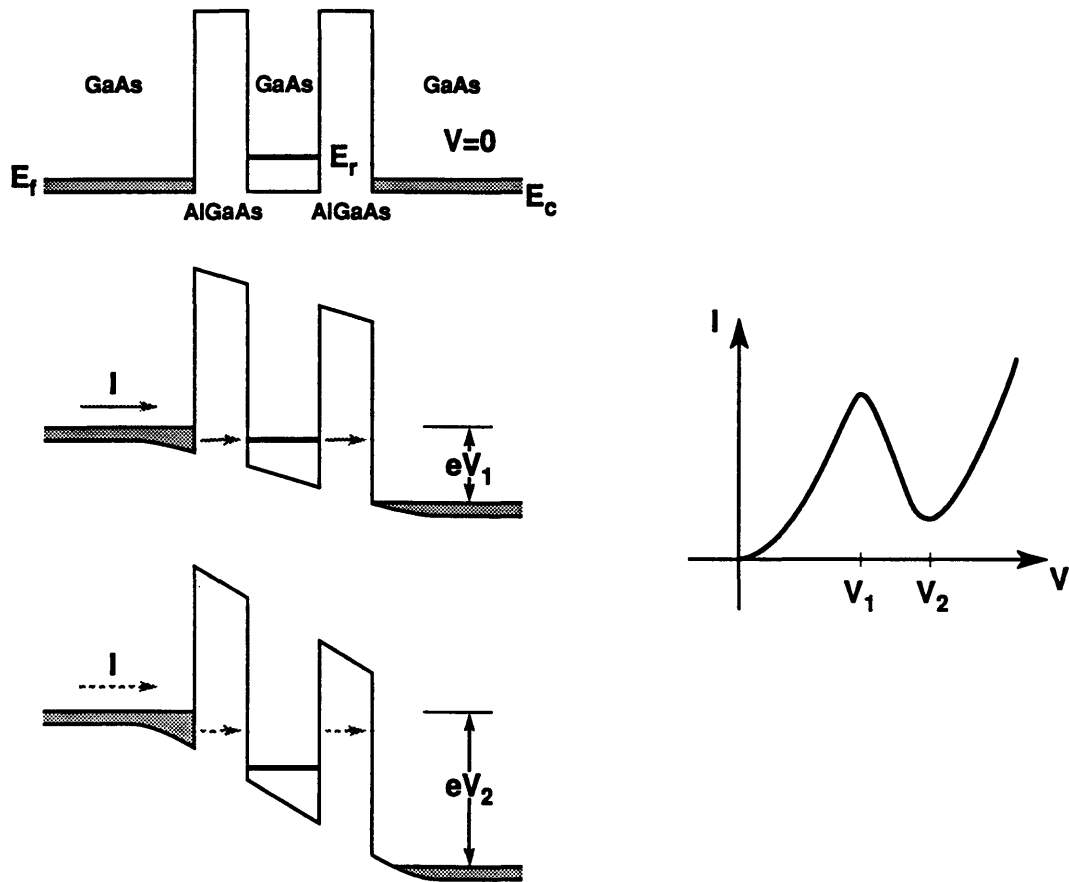 GaAs GaAs GaAs
V=0
E_f E_r
E_c
AlGaAs AlGaAs
I
eV_1
I
eV_2
I
V_1 V_2 V